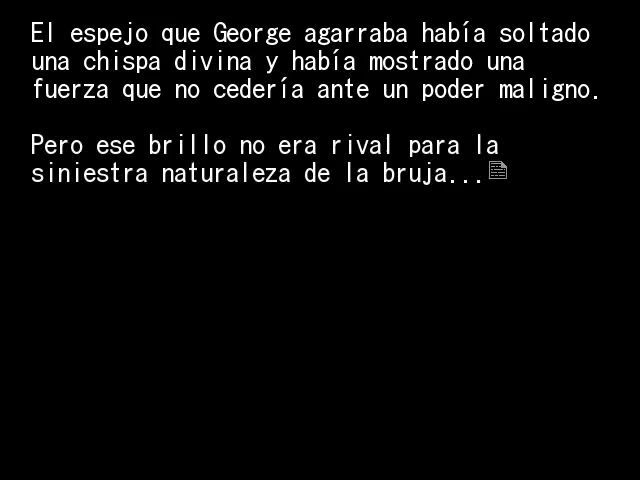 El espejo que George agarraba había soltado
una chispa divina y había mostrado una
fuerza que no cedería ante un poder maligno.
Pero ese brillo no era rival para la
siniestra naturaleza de la bruja...